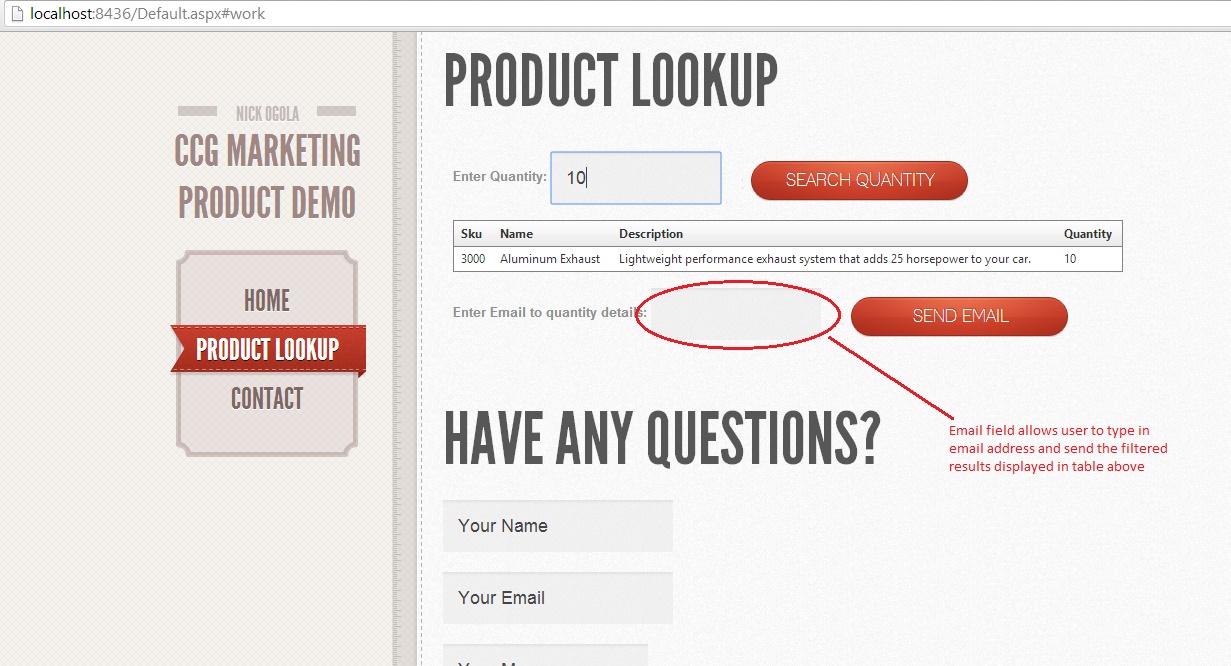 localhost:8436/Default.aspx#work
NICK OGOLA
CCG MARKETING
PRODUCT DEMO
HOME
PRODUCT LOOKUP
CONTACT
PRODUCT LOOKUP
Enter Quantity: 10 SEARCH QUANTITY
Sku Name Description Quantity
3000 Aluminum Exhaust Lightweight performance exhaust system that adds 25 horsepower to your car. 10
Enter Email to quantity details: SEND EMAIL
Email field allows user to type in
email address and send the filtered
results displayed in table above
HAVE ANY QUESTIONS?
Your Name
Your Email
Your